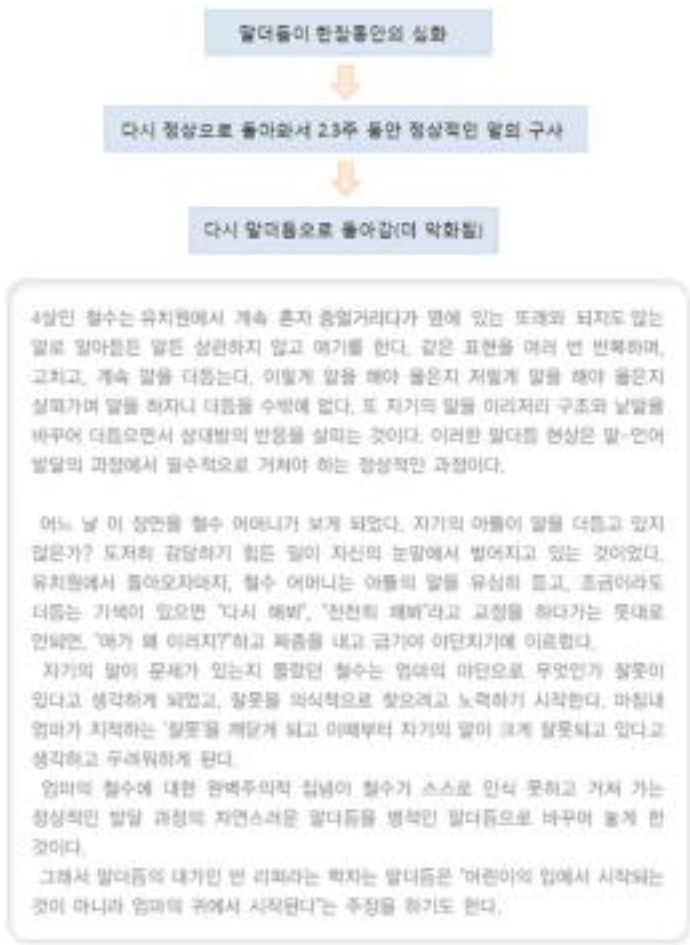 말더듬이 한달동안의 심화
다시 정상으로 돌아와서 2.3주 동안 정상적인 말의 구사
다시 말더듬으로 돌아감(더 악화됨)
4살인 철수는 유치원에서 계속 혼자 중얼거리다가 옆에 있는 또래와 되지도 않는
말로 알아듣든 말든 상관하지 않고 얘기를 한다. 같은 표현을 여러 번 반복하며,
고치고, 계속 말을 더듬는다. 이렇게 말을 해야 옳은지 저렇게 말을 해야 옳은지
살펴가며 말을 하자니 더듬을 수밖에 없다. 또 자기의 말을 이리저리 구조와 낱말을
바꾸어 더듬으면서 상대방의 반응을 살피는 것이다. 이러한 말더듬 현상은 말-언어
발달의 과정에서 필수적으로 거쳐야 하는 정상적인 과정이다.
어느 날 이 장면을 철수 어머니가 보게 되었다. 자기의 아들이 말을 더듬고 있지
않은가? 도저히 감당하기 힘든 일이 자신의 눈앞에서 벌어지고 있는 것이었다.
유치원에서 돌아오자마자, 철수 어머니는 아들의 말을 유심히 듣고, 조금이라도
더듬는 기색이 있으면 "다시 해봐", "천천히 해봐"라고 교정을 하다가는 뜻대로
안되면, "애가 왜 이러지?"하고 짜증을 내고 급기야 야단치기에 이르렀다.
자기의 말이 문제가 있는지 몰랐던 철수는 엄마의 야단으로 무엇인가 잘못이
있다고 생각하게 되었고, 잘못을 의식적으로 찾으려고 노력하기 시작한다. 마침내
엄마가 지적하는 '잘못'을 깨닫게 되고 이때부터 자기의 말이 크게 잘못되고 있다고
생각하고 두려워하게 된다.
엄마의 철수에 대한 완벽주의적 집념이 철수가 스스로 인식 못하고 거쳐 가는
정상적인 발달 과정의 자연스러운 말더듬을 병적인 말더듬으로 바꾸어 놓게 한
것이다.
그래서 말더듬의 대가인 반 리퍼라는 학자는 말더듬은 "어린이의 입에서 시작되는
것이 아니라 엄마의 귀에서 시작된다"는 주장을 하기도 한다.